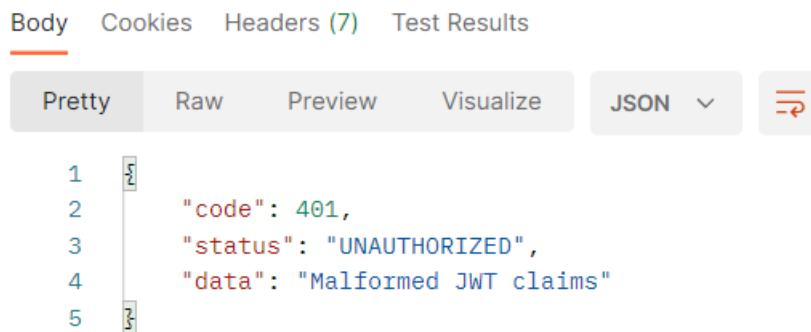 Body Cookies Headers (7) Test Results
Pretty Raw Preview Visualize JSON
1 {
2 "code": 401,
3 "status": "UNAUTHORIZED",
4 "data": "Malformed JWT claims"
5 }